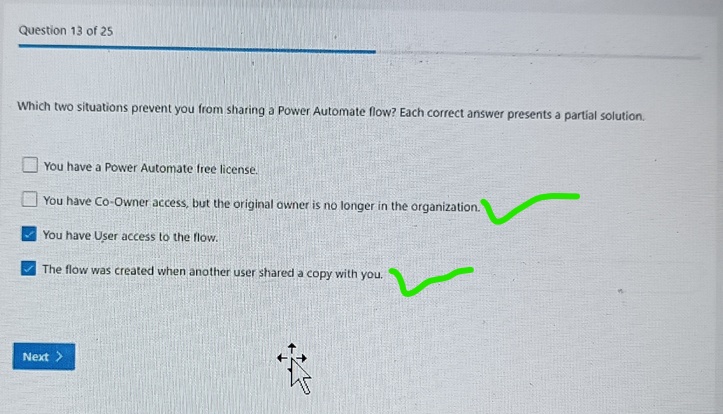 Question 13 of 25
Which two situations prevent you from sharing a Power Automate flow? Each correct answer presents a partial solution.
You have a Power Automate free license.
You have Co-Owner access, but the original owner is no longer in the organization.
You have User access to the flow.
The flow was created when another user shared a copy with you.
Next >